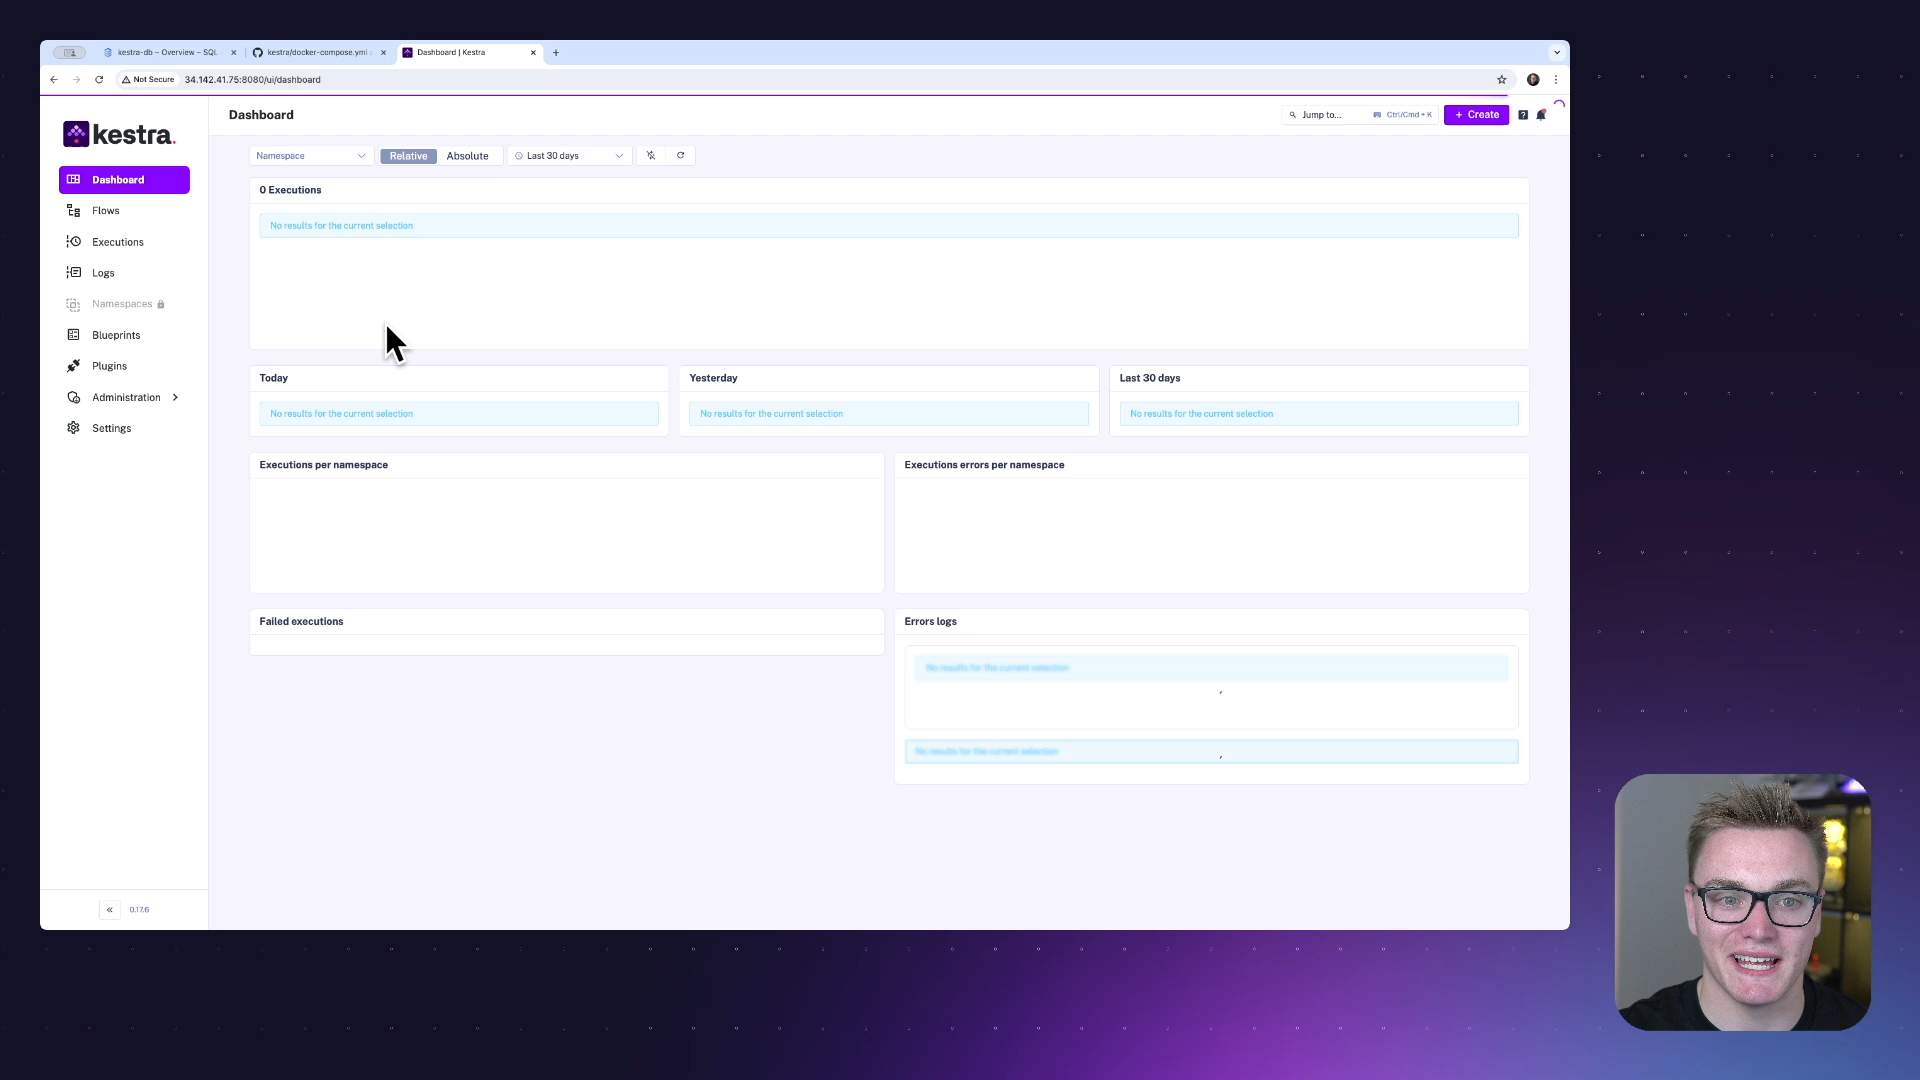 kestra-db – Overview – SQL
kestra/docker-compose.yml
Dashboard | Kestra
Not Secure
34.142.41.75:8080/ui/dashboard
kestra.
Dashboard
Jump to...
Ctrl/Cmd + K
+ Create
Namespace
Relative
Absolute
Last 30 days
Dashboard
Flows
Executions
Logs
Namespaces
Blueprints
Plugins
Administration
Settings
0 Executions
No results for the current selection
Today
No results for the current selection
Yesterday
No results for the current selection
Last 30 days
No results for the current selection
Executions per namespace
Executions errors per namespace
Failed executions
Errors logs
No results for the current selection
No results for the current selection
0.17.6